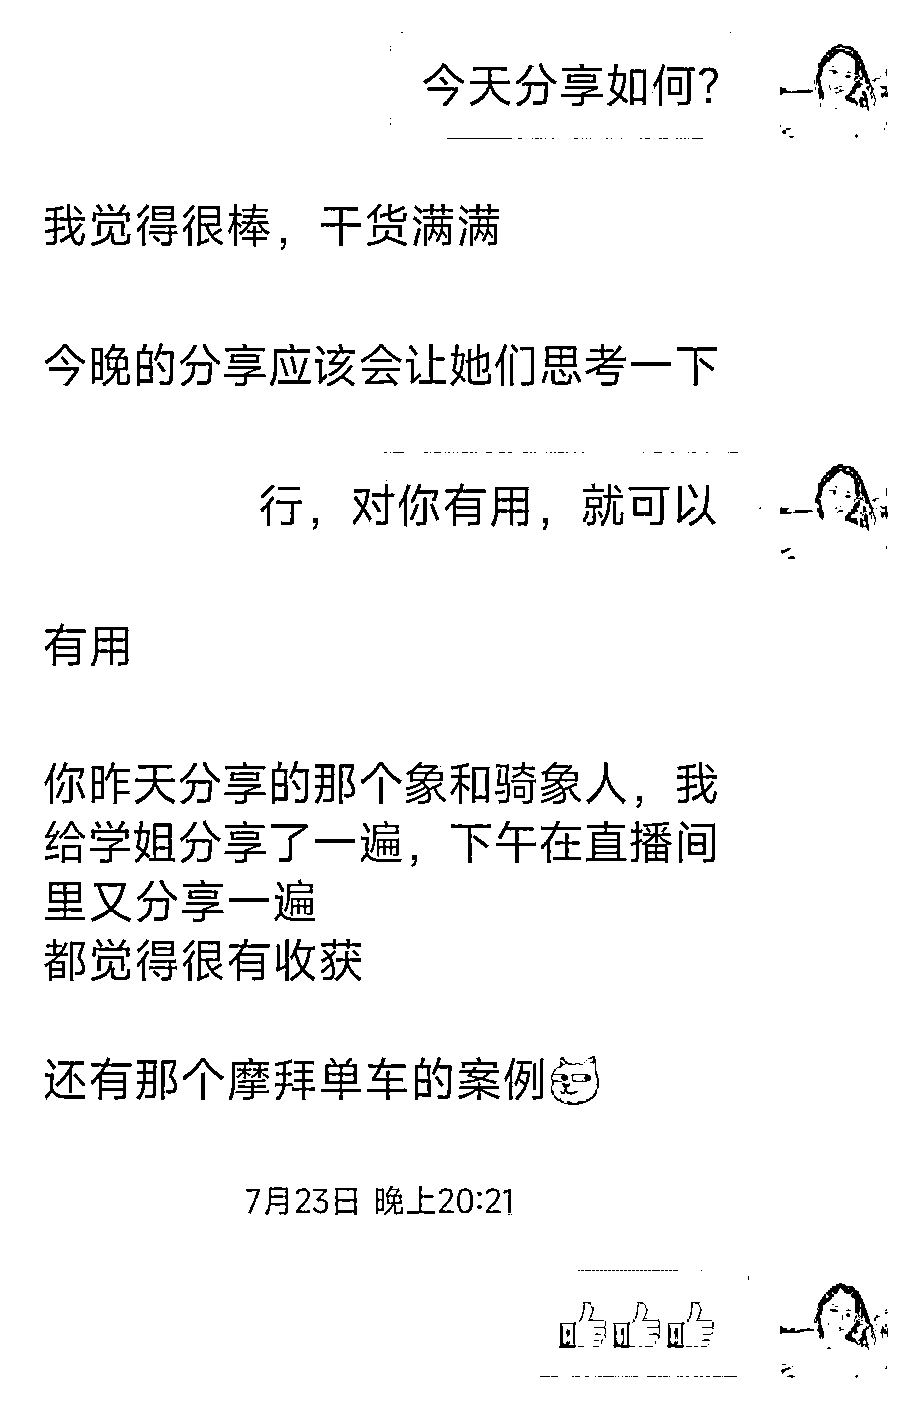 今天分享如何?
我觉得很棒，干货满满
今晚的分享应该会让她们思考一下
行，对你有用，就可以
有用
你昨天分享的那个象和骑象人，我
给学姐分享了一遍，下午在直播间
里又分享一遍
都觉得很有收获
还有那个摩拜单车的案例
7月23日 晚上20:21